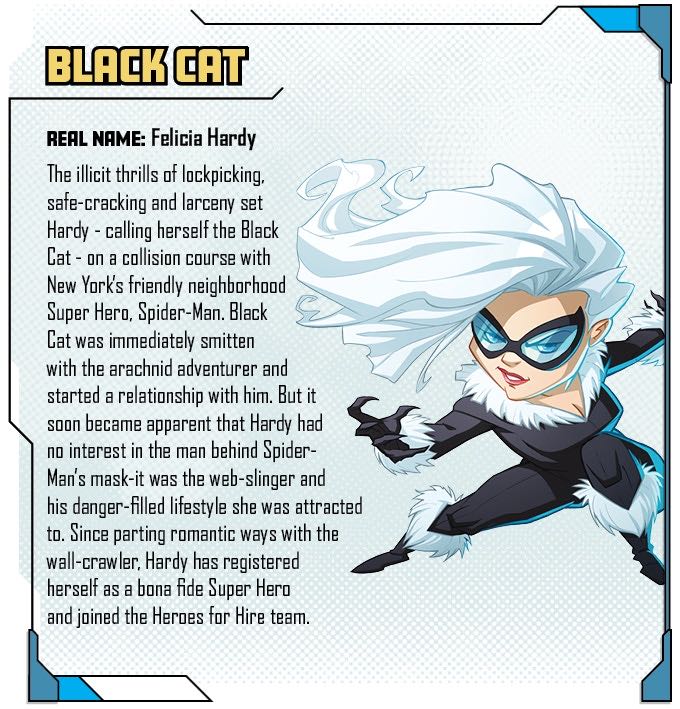 BLACK CAT
REAL NAME: Felicia Hardy
The illicit thrills of lockpicking,
safe-cracking and larceny set
Hardy - calling herself the Black
Cat - on a collision course with
New York's friendly neighborhood
Super Hero, Spider-Man. Black
Cat was immediately smitten
with the arachnid adventurer and
started a relationship with him. But it
soon became apparent that Hardy had
no interest in the man behind Spider-
Man's mask-it was the web-slinger and
his danger-filled lifestyle she was attracted
to. Since parting romantic ways with the
wall-crawler, Hardy has registered
herself as a bona fide Super Hero
and joined the Heroes for Hire team.